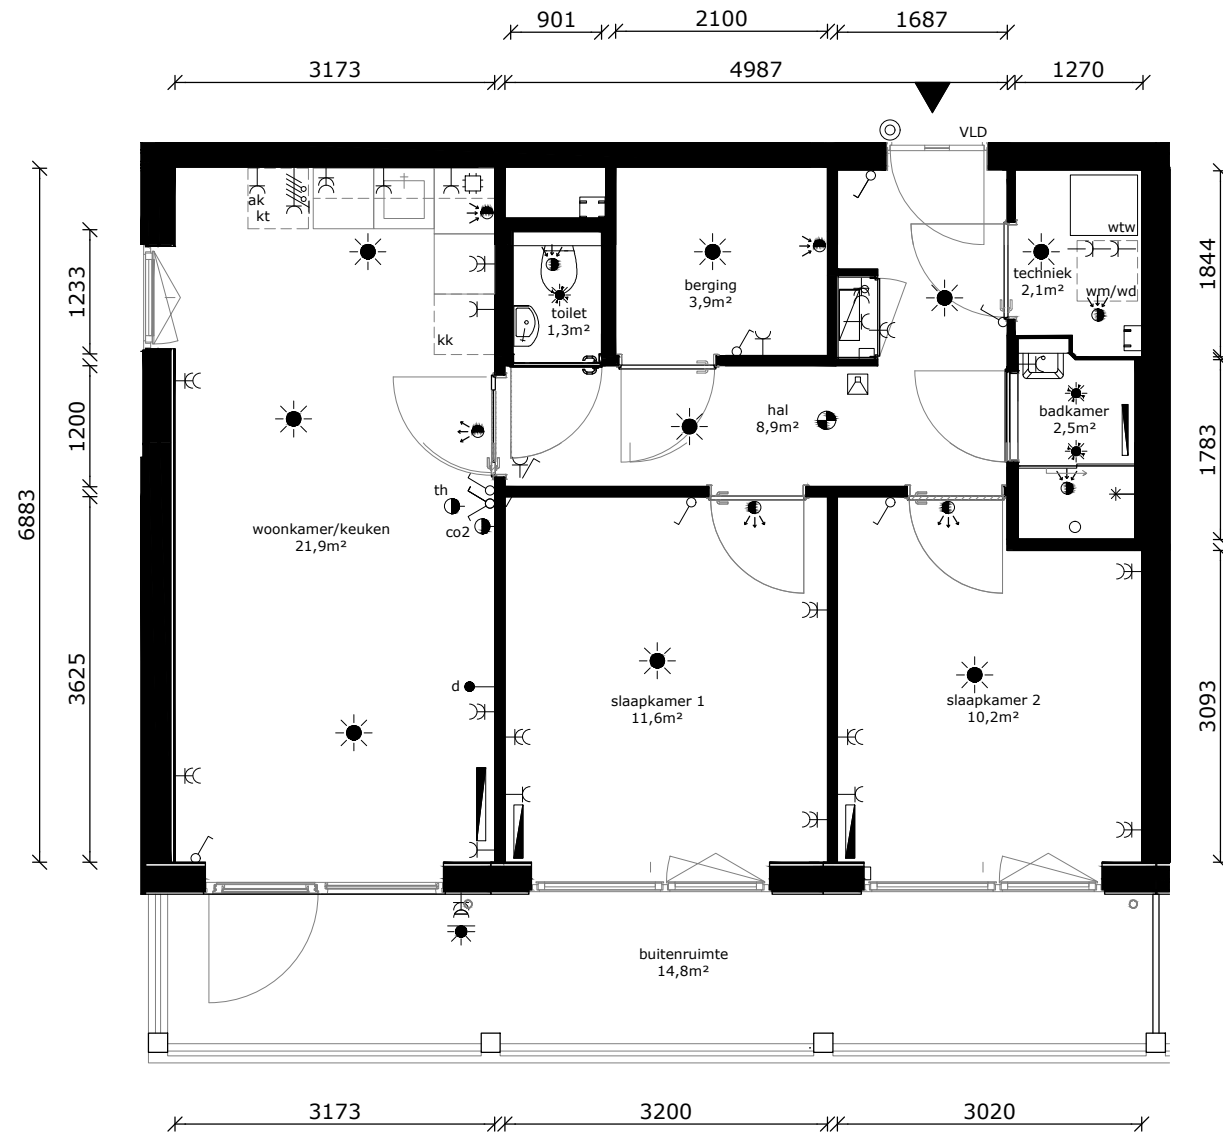 901
2100
1687
3173
4987
1270
VLD
ak
kt
wtw
berging
3,9m²
techniek
2,1m²
wm/wd
toilet
1,3m²
kk
1233
1844
hal
8,9m²
badkamer
2,5m²
1200
1783
6883
th
co2
woonkamer/keuken
21,9m²
3625
d
slaapkamer 1
11,6m²
slaapkamer 2
10,2m²
3093
buitenruimte
14,8m²
3173
3200
3020